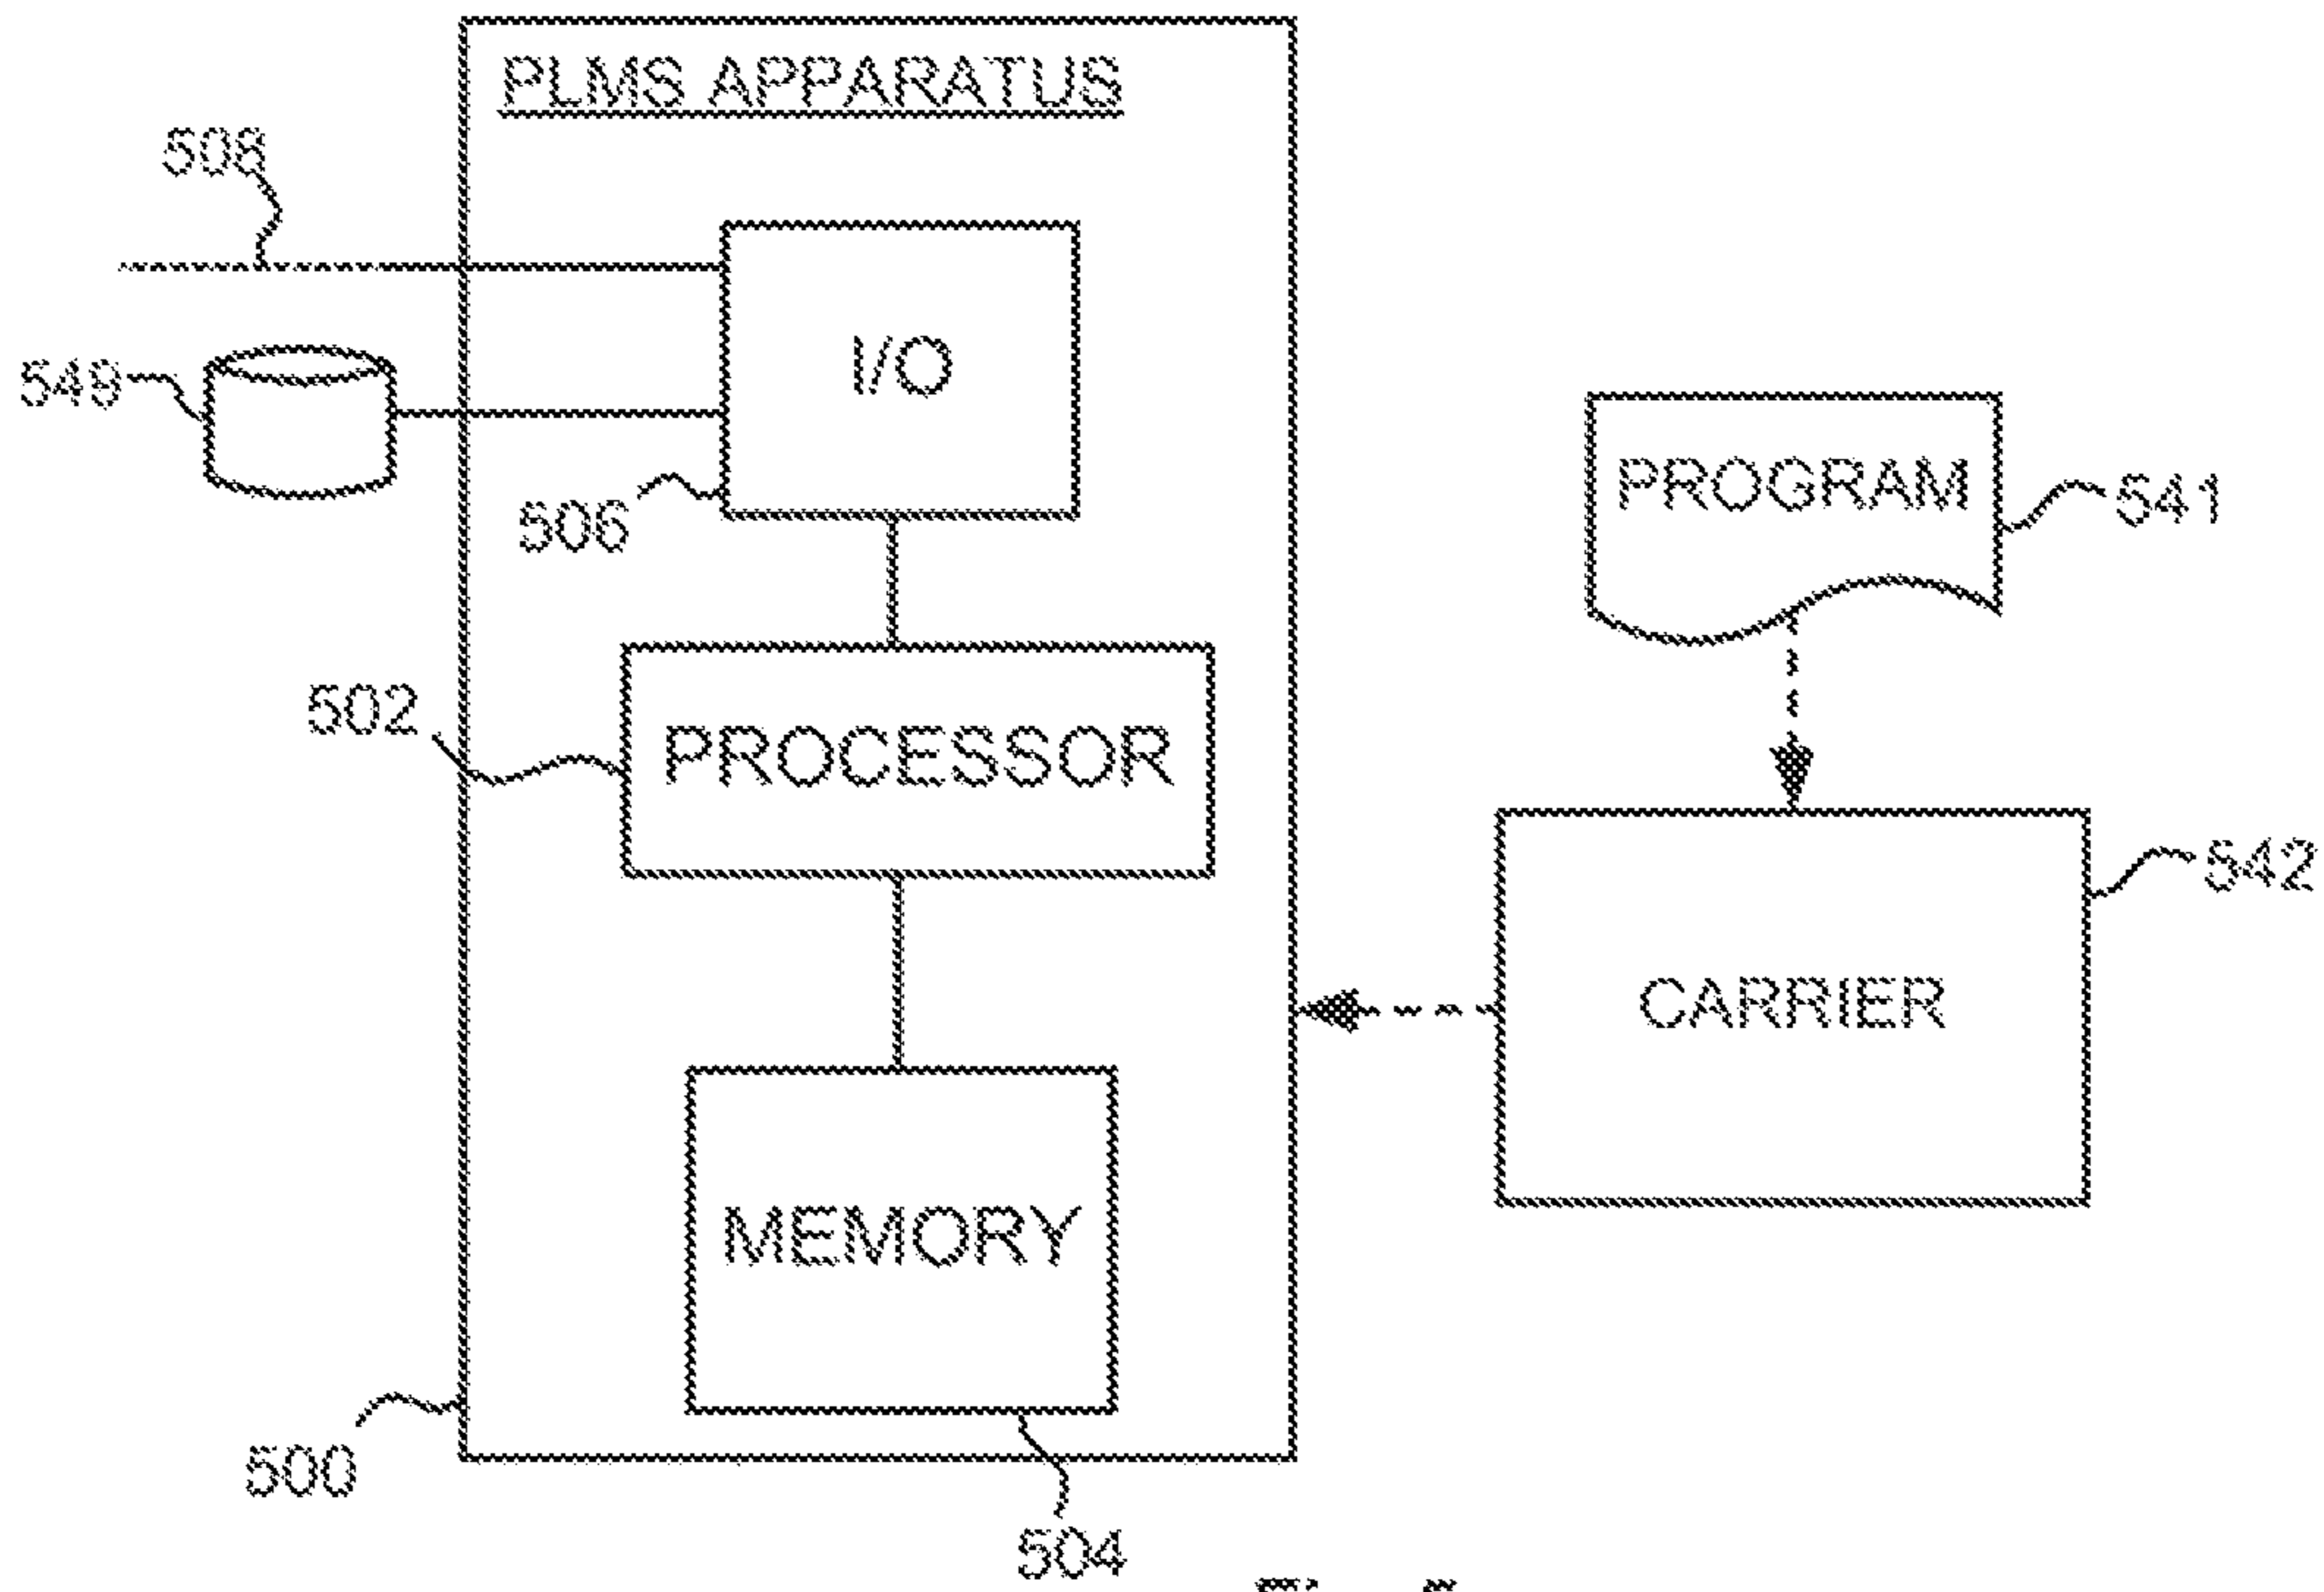 PLMS APPARATUS
508
I/O
549
506
PROGRAM
541
502
PROCESSOR
542
CARRIER
MEMORY
500
504